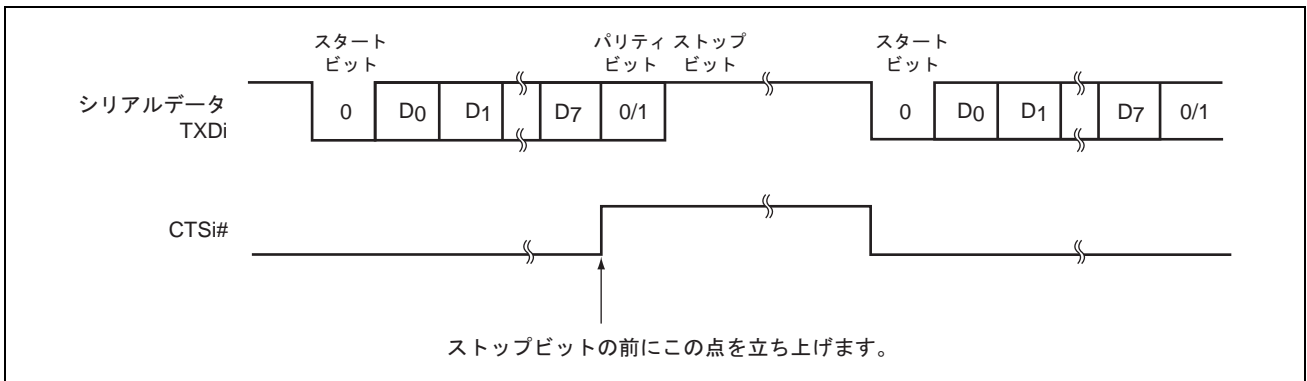 スタート
ビット
パリティ ストップ
ビット ビット
スタート
ビット
シリアルデータ
TXDi
0 D0 D1 D7 0/1 0 D0 D1 D7 0/1
CTSi#
ストップビットの前にこの点を立ち上げます。